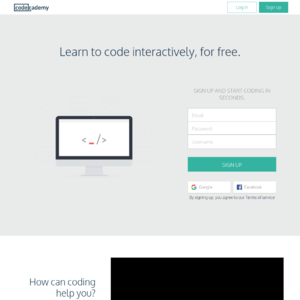 codecademy
Log in
Sign up
Learn to code interactively, for free.
SIGN UP AND START CODING IN
SECONDS.
Email
Password
Username
< _ />
SIGN UP
Google
Facebook
By signing up, you agree to our Terms of service
How can coding
help you?